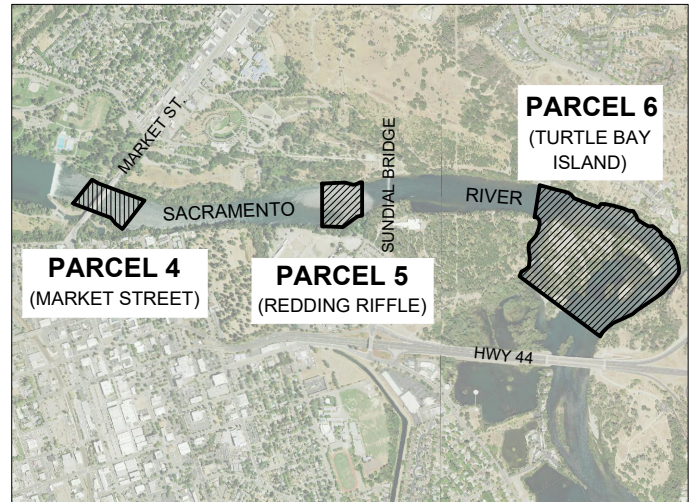 MARKET ST.
PARCEL 6
(TURTLE BAY
ISLAND)
SUNDIAL BRIDGE
SACRAMENTO
RIVER
PARCEL 4
(MARKET STREET)
PARCEL 5
(REDDING RIFFLE)
HWY 44